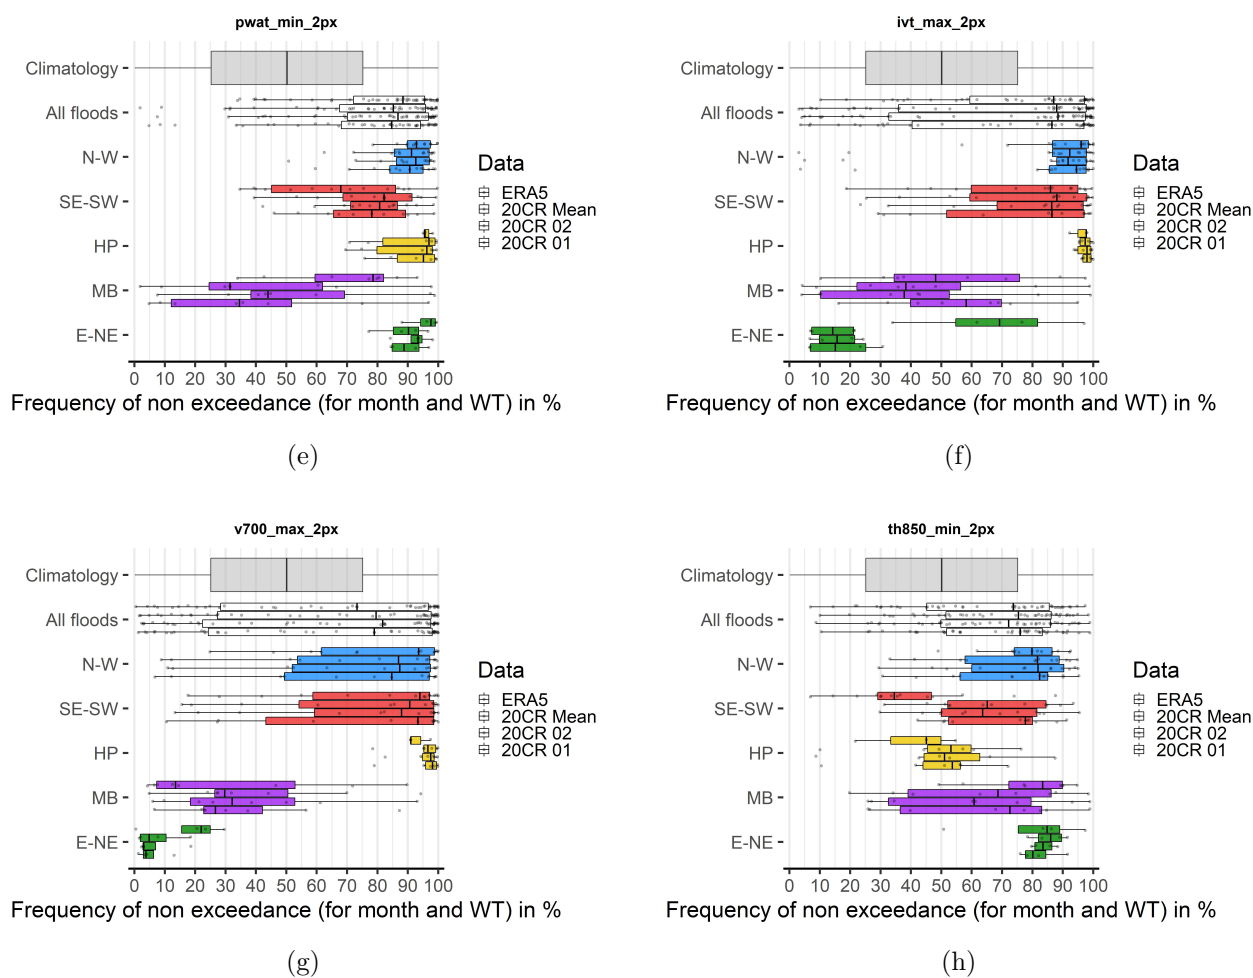 pwat_min_2px
Climatology
All floods
N-W
SE-SW
HP
MB
E-NE
0 10 20 30 40 50 60 70 80 90 100
Frequency of non exceedance (for month and WT) in %
Data
ERA5
20CR Mean
20CR 02
20CR 01
(e)
ivt_max_2px
Climatology
All floods
N-W
SE-SW
HP
MB
E-NE
0 10 20 30 40 50 60 70 80 90 100
Frequency of non exceedance (for month and WT) in %
Data
ERA5
20CR Mean
20CR 02
20CR 01
(f)
v700_max_2px
Climatology
All floods
N-W
SE-SW
HP
MB
E-NE
0 10 20 30 40 50 60 70 80 90 100
Frequency of non exceedance (for month and WT) in %
Data
ERA5
20CR Mean
20CR 02
20CR 01
(g)
th850_min_2px
Climatology
All floods
N-W
SE-SW
HP
MB
E-NE
0 10 20 30 40 50 60 70 80 90 100
Frequency of non exceedance (for month and WT) in %
Data
ERA5
20CR Mean
20CR 02
20CR 01
(h)